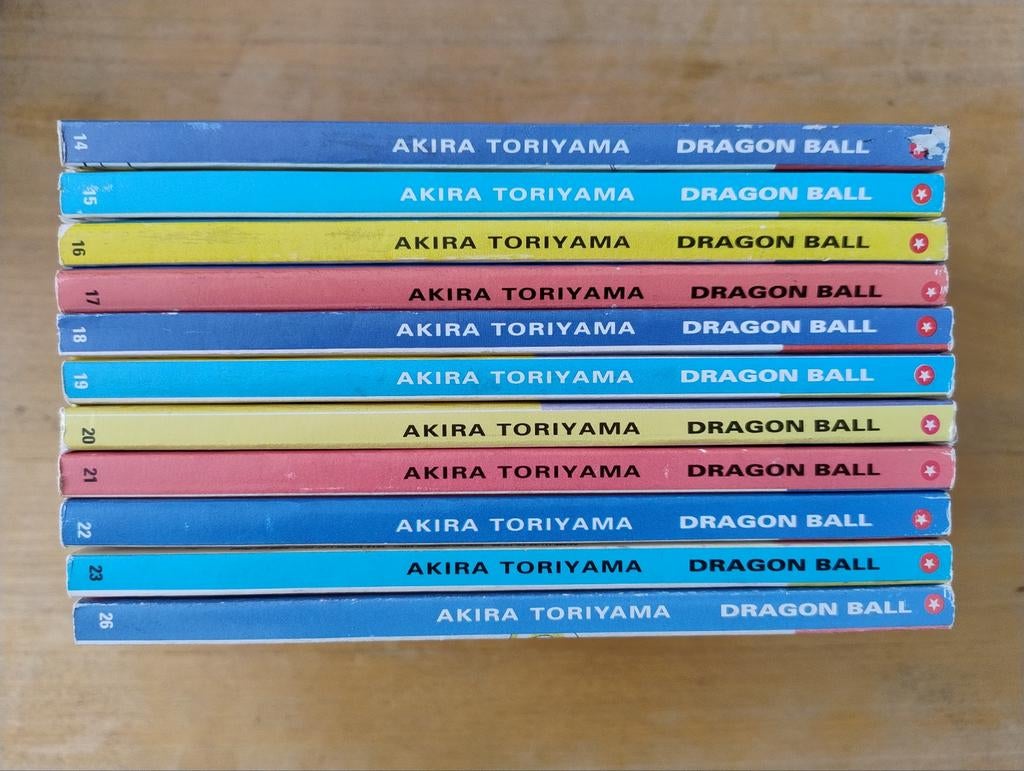 14 AKIRA TORIYAMA DRAGON BALL
15 AKIRA TORIYAMA DRAGON BALL
16 AKIRA TORIYAMA DRAGON BALL
17 AKIRA TORIYAMA DRAGON BALL
18 AKIRA TORIYAMA DRAGON BALL
19 AKIRA TORIYAMA DRAGON BALL
20 AKIRA TORIYAMA DRAGON BALL
21 AKIRA TORIYAMA DRAGON BALL
22 AKIRA TORIYAMA DRAGON BALL
23 AKIRA TORIYAMA DRAGON BALL
26 AKIRA TORIYAMA DRAGON BALL